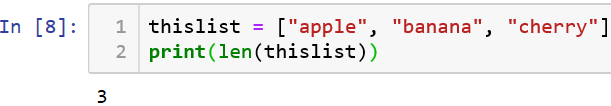 In [8]: 1 thislist = ["apple", "banana", "cherry"]
2 print(len(thislist))
3